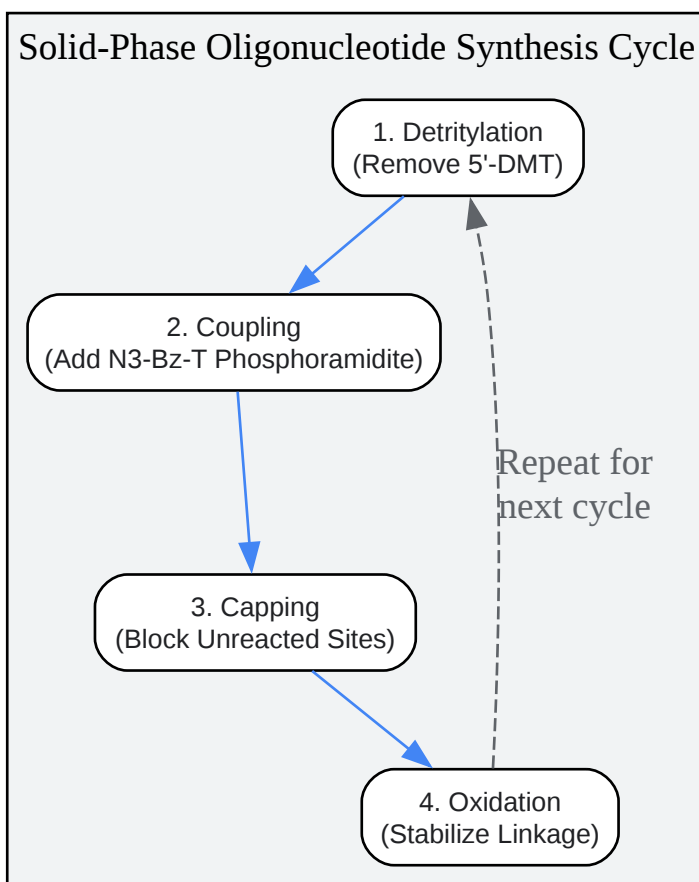 Solid-Phase Oligonucleotide Synthesis Cycle
1. Detritylation
(Remove 5'-DMT)
2. Coupling
(Add N3-Bz-T Phosphoramidite)
Repeat for
next cycle
3. Capping
(Block Unreacted Sites)
4. Oxidation
(Stabilize Linkage)